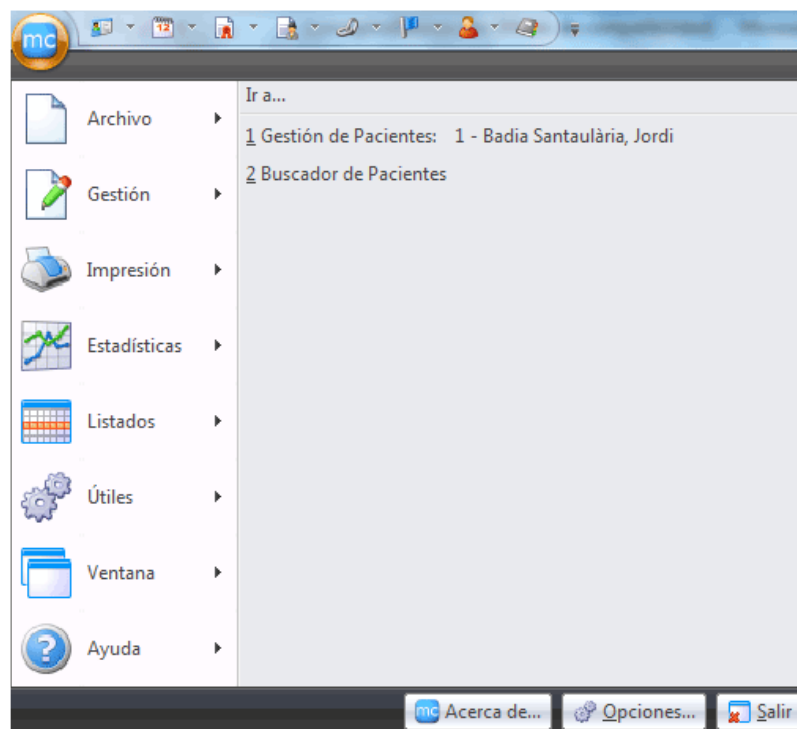 mc
12
Ir a...
Archivo
1 Gestión de Pacientes: 1 - Badia Santaulària, Jordi
2 Buscador de Pacientes
Gestión
Impresión
Estadísticas
Listados
Útiles
Ventana
Ayuda
mc Acerca de... Opciones... Salir